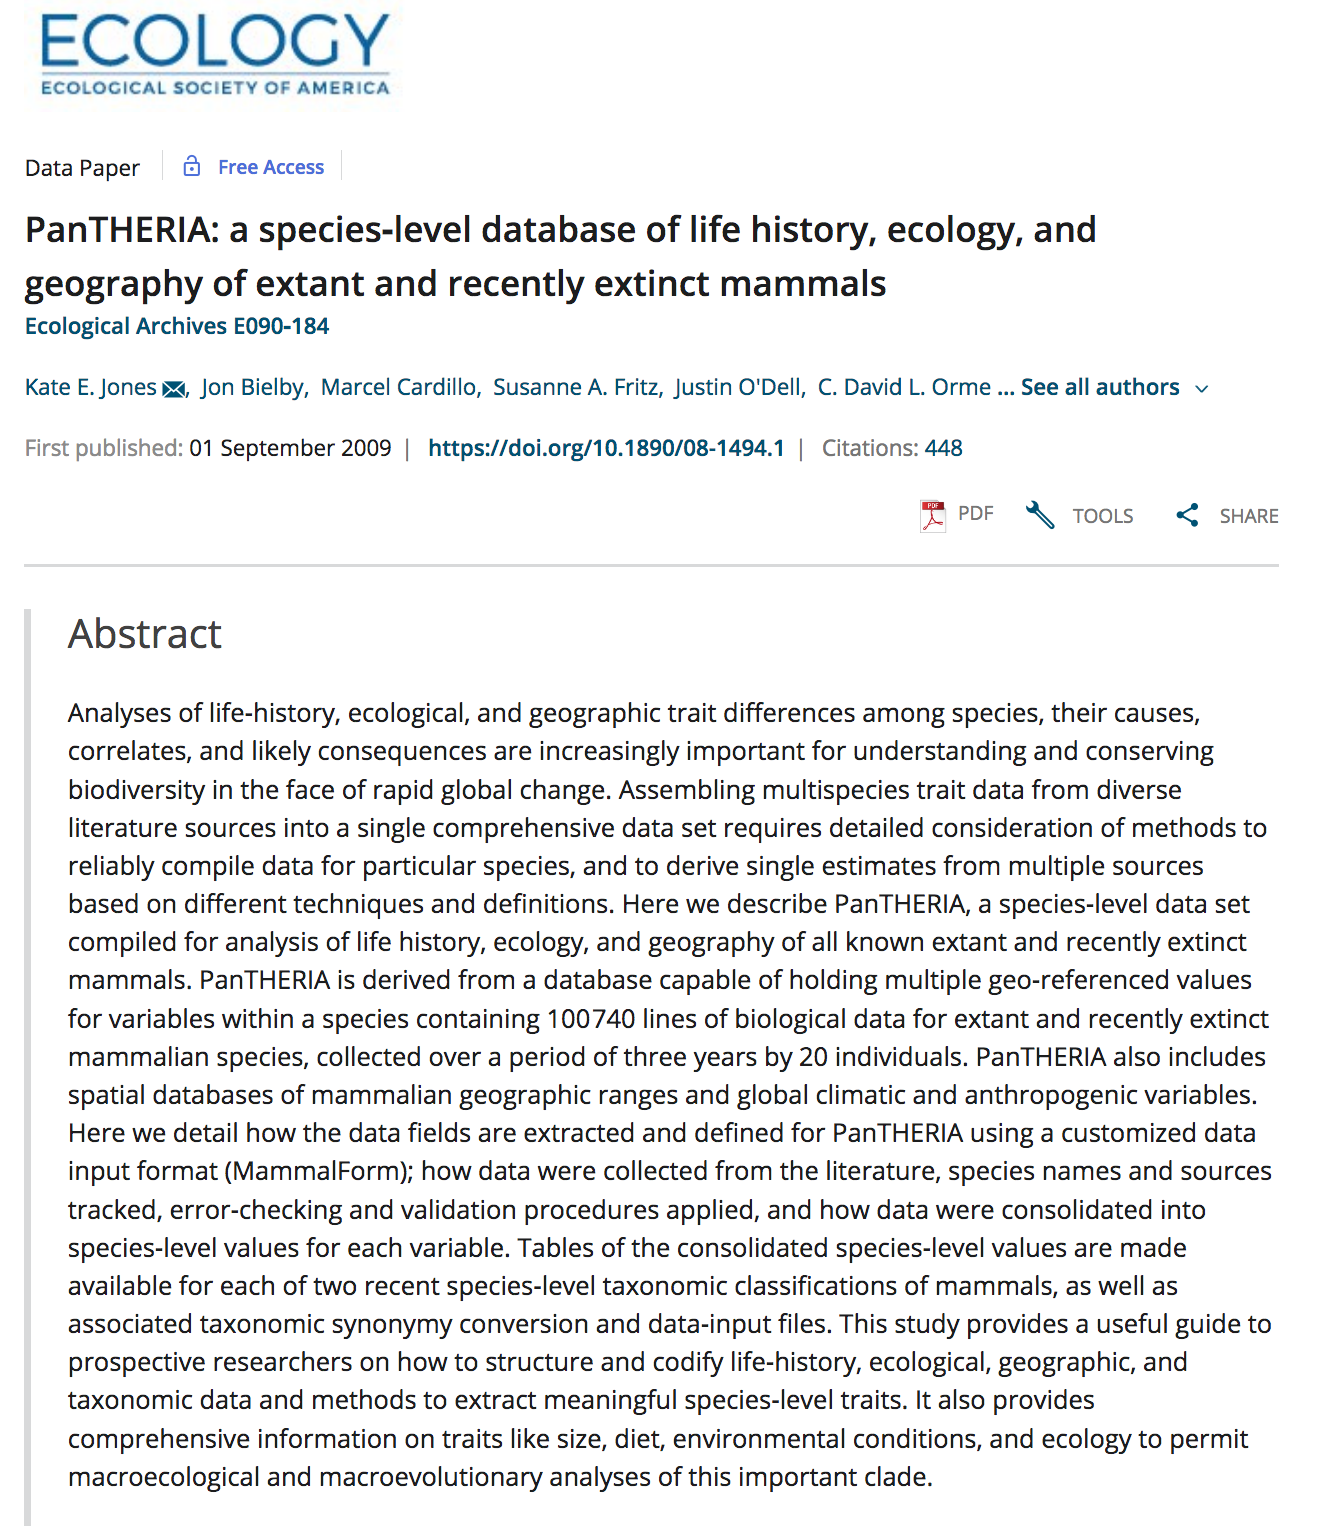 ECOLOGY
ECOLOGICAL SOCIETY OF AMERICA
Data Paper Free Access
PanTHERIA: a species-level database of life history, ecology, and
geography of extant and recently extinct mammals
Ecological Archives E090-184
Kate E. Jones, Jon Bielby, Marcel Cardillo, Susanne A. Fritz, Justin O'Dell, C. David L. Orme ... See all authors
First published: 01 September 2009 | https://doi.org/10.1890/08-1494.1 | Citations: 448
PDF PDF TOOLS SHARE
Abstract
Analyses of life-history, ecological, and geographic trait differences among species, their causes,
correlates, and likely consequences are increasingly important for understanding and conserving
biodiversity in the face of rapid global change. Assembling multispecies trait data from diverse
literature sources into a single comprehensive data set requires detailed consideration of methods to
reliably compile data for particular species, and to derive single estimates from multiple sources
based on different techniques and definitions. Here we describe PanTHERIA, a species-level data set
compiled for analysis of life history, ecology, and geography of all known extant and recently extinct
mammals. PanTHERIA is derived from a database capable of holding multiple geo-referenced values
for variables within a species containing 100740 lines of biological data for extant and recently extinct
mammalian species, collected over a period of three years by 20 individuals. PanTHERIA also includes
spatial databases of mammalian geographic ranges and global climatic and anthropogenic variables.
Here we detail how the data fields are extracted and defined for PanTHERIA using a customized data
input format (MammalForm); how data were collected from the literature, species names and sources
tracked, error-checking and validation procedures applied, and how data were consolidated into
species-level values for each variable. Tables of the consolidated species-level values are made
available for each of two recent species-level taxonomic classifications of mammals, as well as
associated taxonomic synonymy conversion and data-input files. This study provides a useful guide to
prospective researchers on how to structure and codify life-history, ecological, geographic, and
taxonomic data and methods to extract meaningful species-level traits. It also provides
comprehensive information on traits like size, diet, environmental conditions, and ecology to permit
macroecological and macroevolutionary analyses of this important clade.